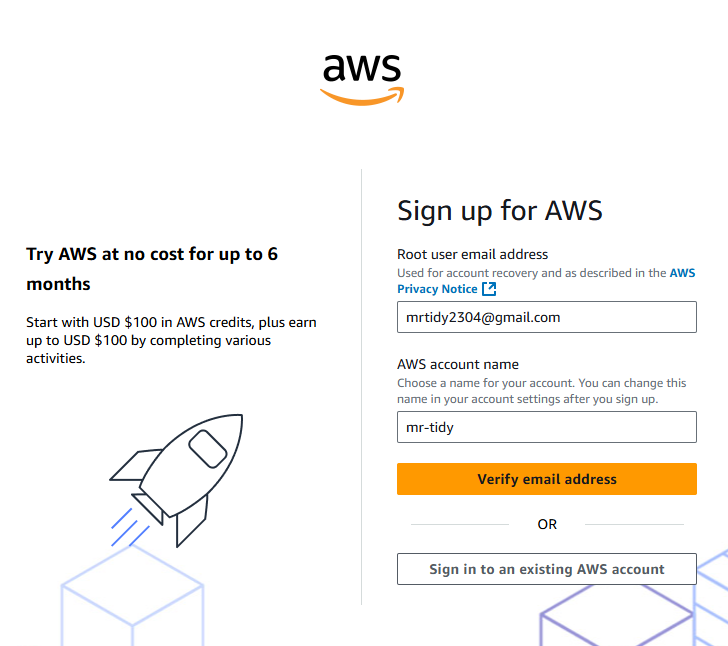 aws
Try AWS at no cost for up to 6
months
Start with USD $100 in AWS credits, plus earn
up to USD $100 by completing various
activities.
Sign up for AWS
Root user email address
Used for account recovery and as described in the AWS
Privacy Notice
mrtidy2304@gmail.com
AWS account name
Choose a name for your account. You can change this
name in your account settings after you sign up.
mr-tidy
Verify email address
OR
Sign in to an existing AWS account